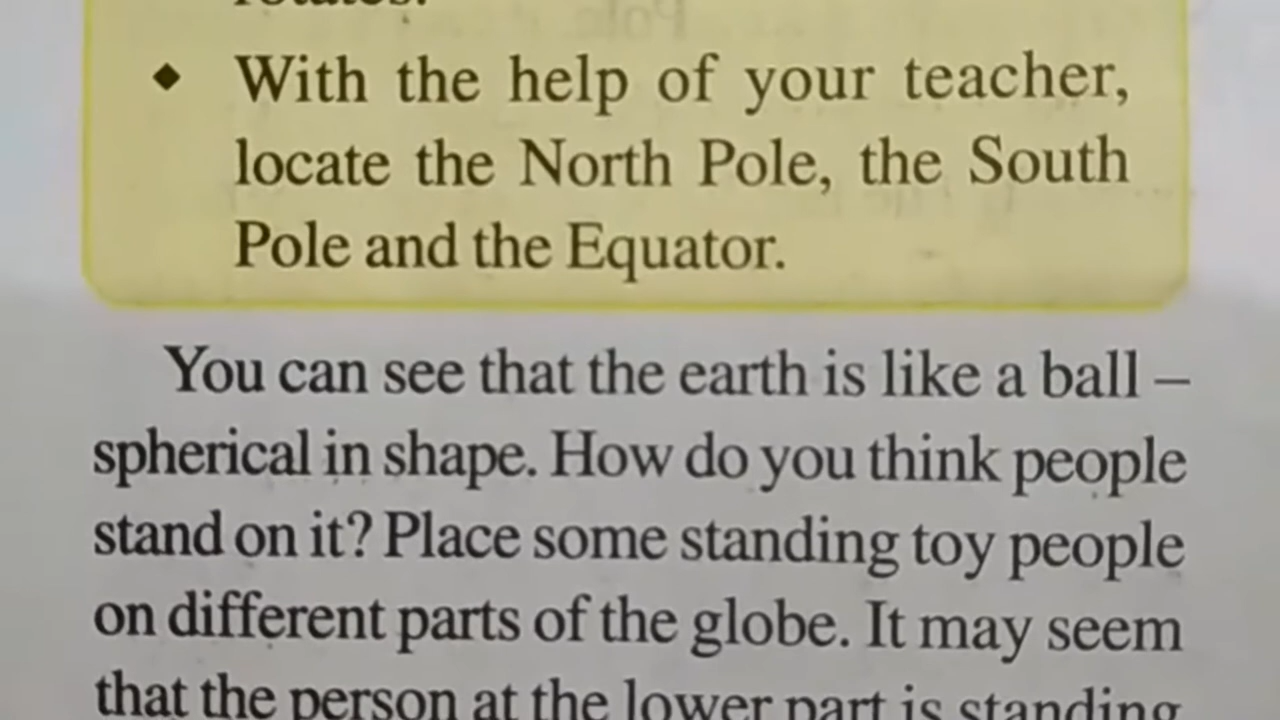 rotates.
◆ With the help of your teacher,
locate the North Pole, the South
Pole and the Equator.
You can see that the earth is like a ball –
spherical in shape. How do you think people
stand on it? Place some standing toy people
on different parts of the globe. It may seem
that the person at the lower part is standing